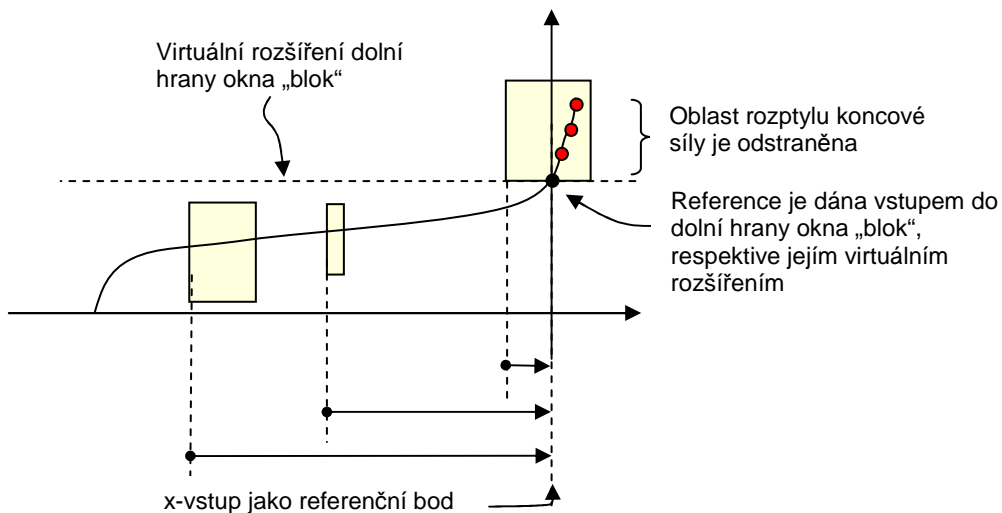 Virtuální rozšíření dolní
hrany okna „blok“
Oblast rozptylu koncové
síly je odstraněna
Reference je dána vstupem do
dolní hrany okna „blok“,
respektive jejím virtuálním
rozšířením
x-vstup jako referenční bod